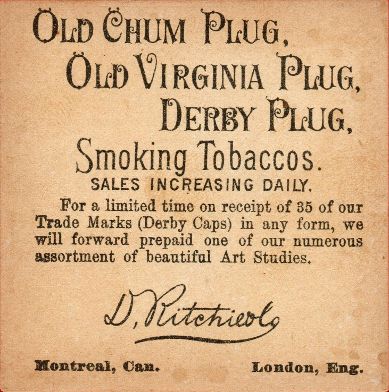 OLD CHUM PLUG,
OLD VIRGINIA PLUG,
DERBY PLUG,
Smoking Tobaccos.
SALES INCREASING DAILY.
For a limited time on receipt of 35 of our
Trade Marks (Derby Caps) in any form, we
will forward prepaid one of our numerous
assortment of beautiful Art Studies.
D. Ritchie & Co
Montreal, Can. London, Eng.